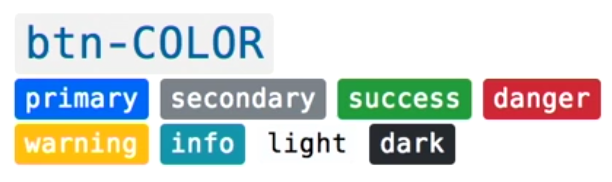 btn-COLOR
primary secondary success danger
warning info light dark